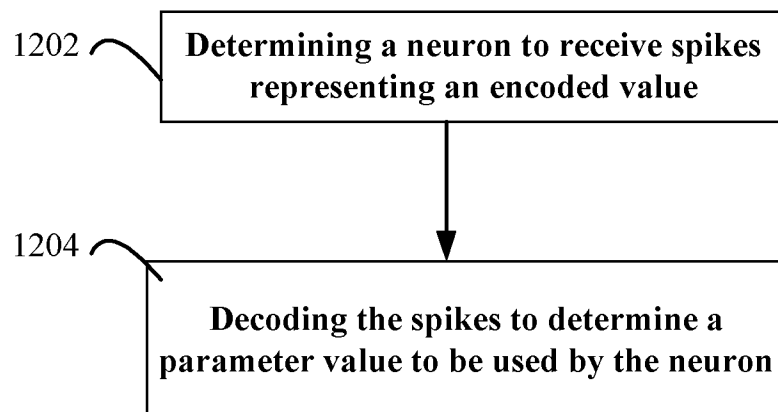 1202
Determining a neuron to receive spikes
representing an encoded value
1204
Decoding the spikes to determine a
parameter value to be used by the neuron